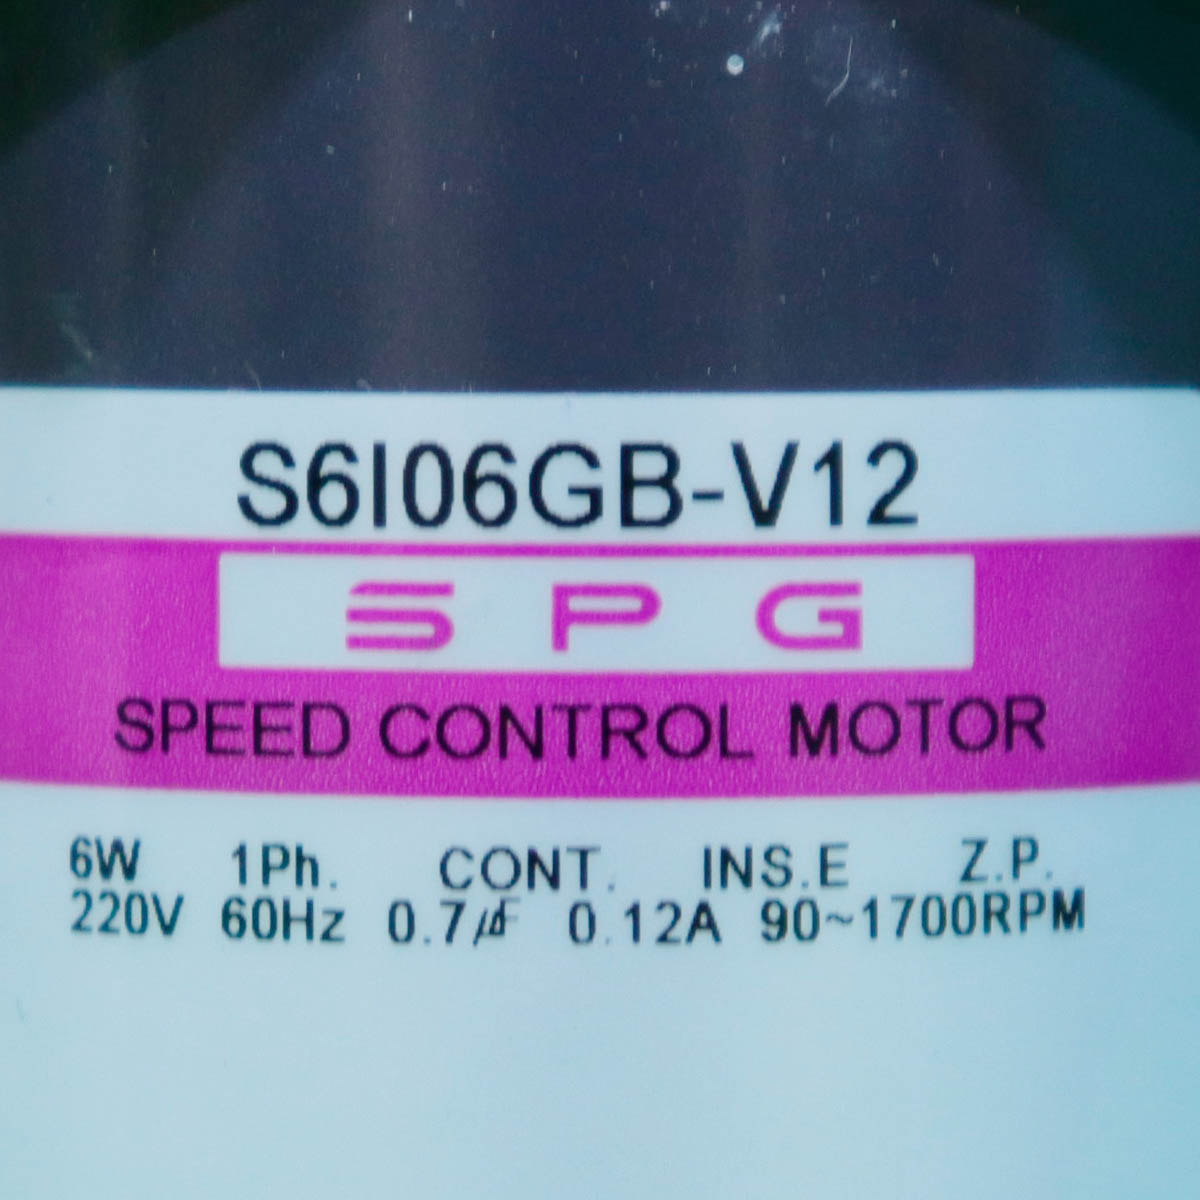 S6I06GB-V12
SPG
SPEED CONTROL MOTOR
6W 1Ph. CONT. INS.E Z.P.
220V 60Hz 0.7㎌ 0.12A 90~1700RPM